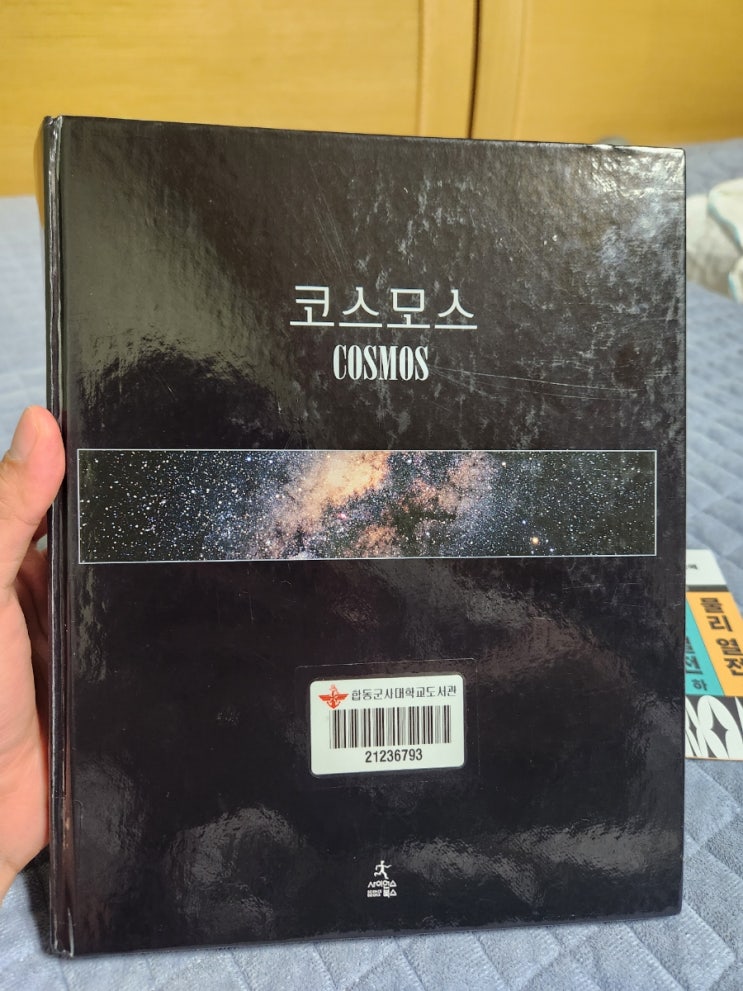 코스모스
COSMOS
합동군사대학교도서관
21236793
사이언스
북스
물리 열전
하